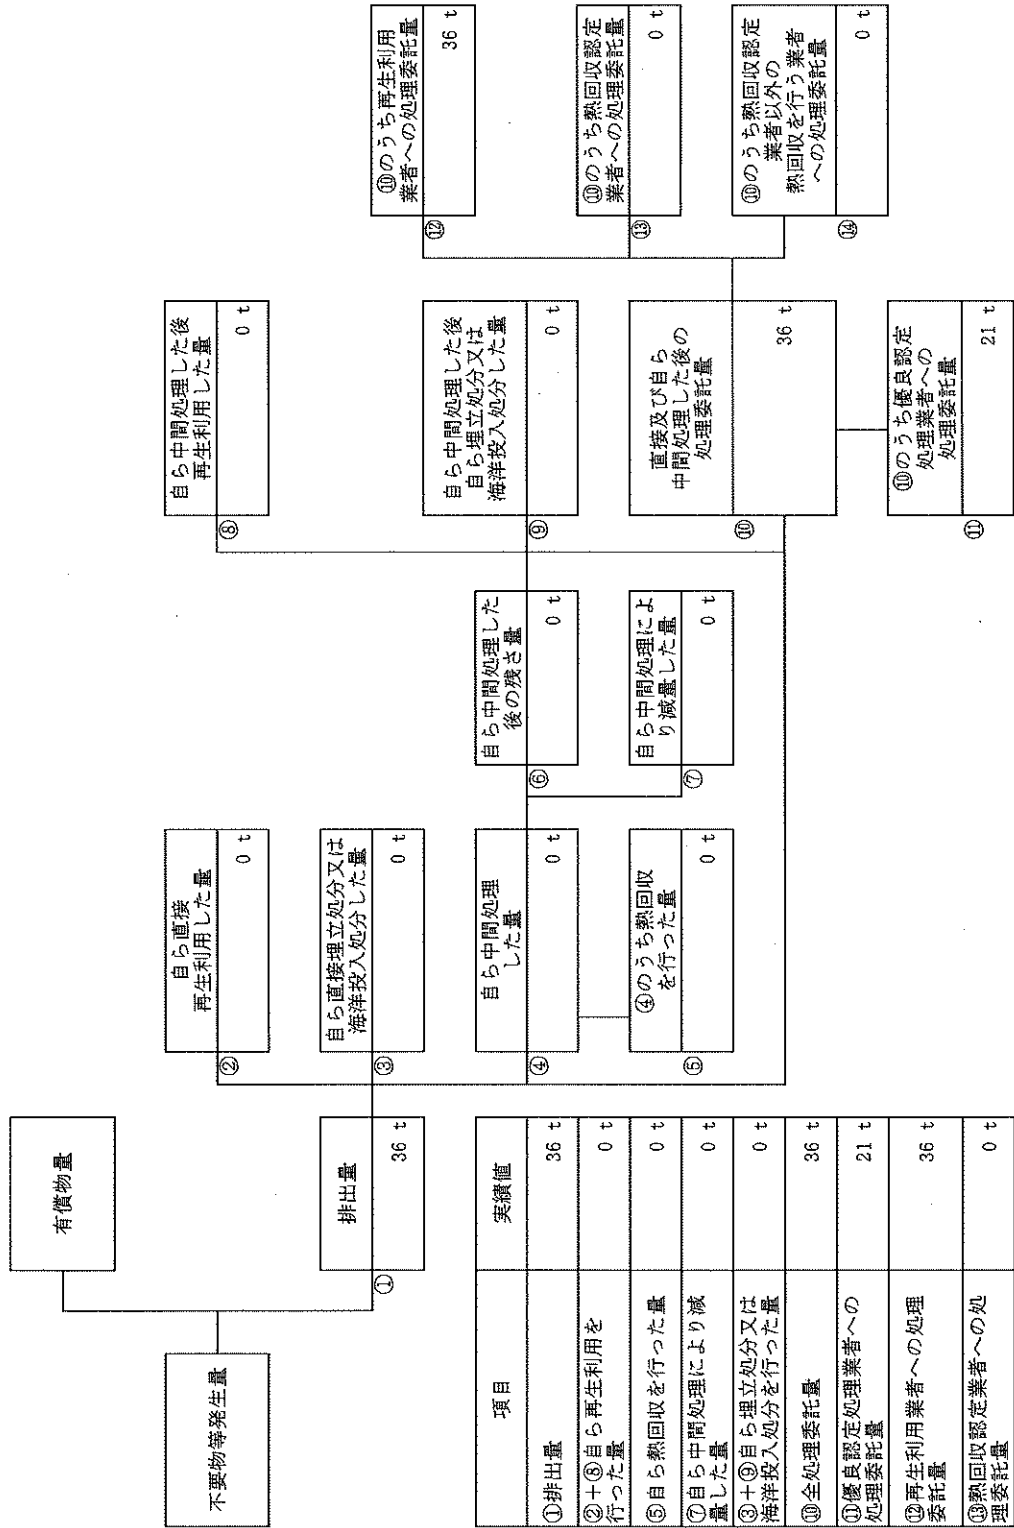 不要物等発生量
有償物量
①
排出量
36 t
②
自ら直接
再生利用した量
0 t
③
自ら直接埋立処分又は
海洋投入処分した量
0 t
④
自ら中間処理
した量
0 t
⑤
④のうち熱回収
を行った量
0 t
⑥
自ら中間処理した
後の残さ量
0 t
⑦
自ら中間処理によ
り減量した量
0 t
⑧
自ら中間処理した後
再生利用した量
0 t
⑨
自ら中間処理した後
自ら埋立処分又は
海洋投入処分した量
0 t
⑩
直接及び自ら
中間処理した後の
処理委託量
36 t
⑪
⑩のうち優良認定
処理業者への
処理委託量
21 t
⑫
⑩のうち再生利用
業者への処理委託量
36 t
⑬
⑩のうち熱回収認定
業者への処理委託量
0 t
⑭
⑩のうち熱回収認定
業者以外の
熱回収を行う業者
への処理委託量
0 t
項目 実績値
①排出量 36 t
②+⑧自ら再生利用を
行った量 0 t
⑤自ら熱回収を行った量 0 t
⑦自ら中間処理により減
量した量 0 t
③+⑨自ら埋立処分又は
海洋投入処分を行った量 0 t
⑩全処理委託量 36 t
⑪優良認定処理業者への
処理委託量 21 t
⑫再生利用業者への処理
委託量 36 t
⑬熱回収認定業者への処
理委託量 0 t